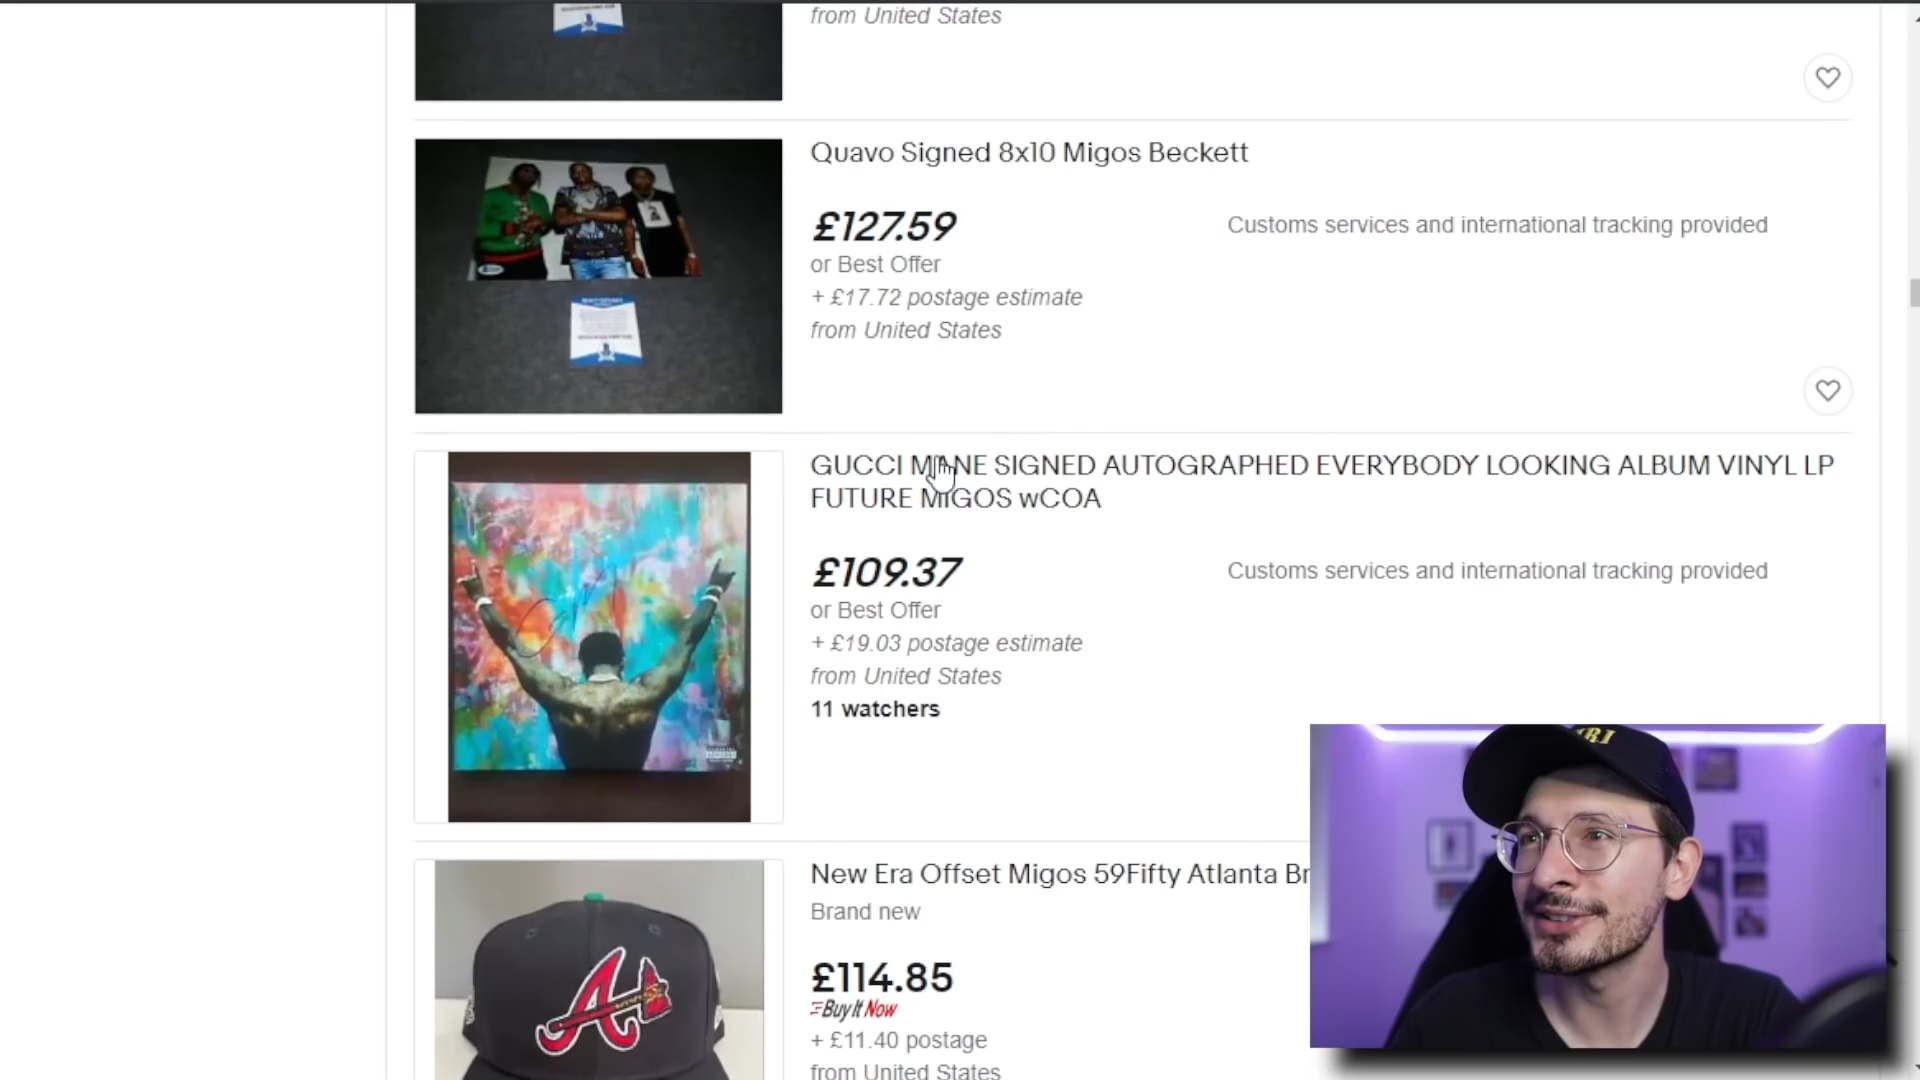 from United States
Quavo Signed 8x10 Migos Beckett
£127.59
Customs services and international tracking provided
or Best Offer
+ £17.72 postage estimate
from United States
GUCCI MANE SIGNED AUTOGRAPHED EVERYBODY LOOKING ALBUM VINYL LP
FUTURE MIGOS wCOA
£109.37
Customs services and international tracking provided
or Best Offer
+ £19.03 postage estimate
from United States
11 watchers
New Era Offset Migos 59Fifty Atlanta Br
Brand new
£114.85
Buy It Now
+ £11.40 postage
from United States